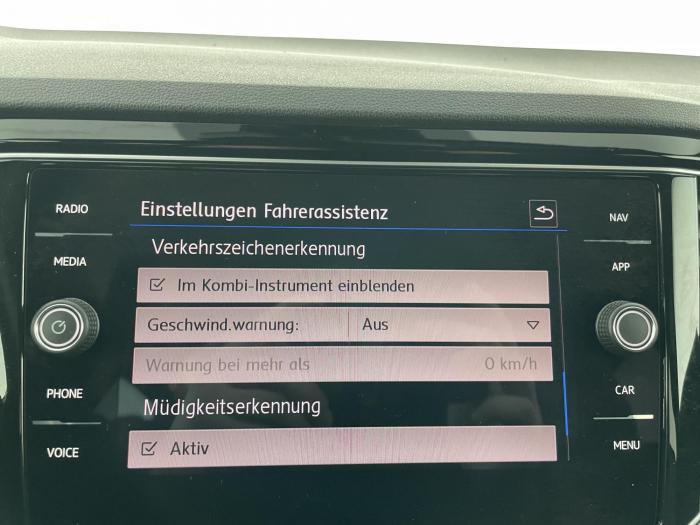 RADIO
MEDIA
PHONE
VOICE
Einstellungen Fahrerassistenz
Verkehrszeichenerkennung
Im Kombi-Instrument einblenden
Geschwind.warnung: Aus
Warnung bei mehr als 0 km/h
Müdigkeitserkennung
Aktiv
NAV
APP
CAR
MENU